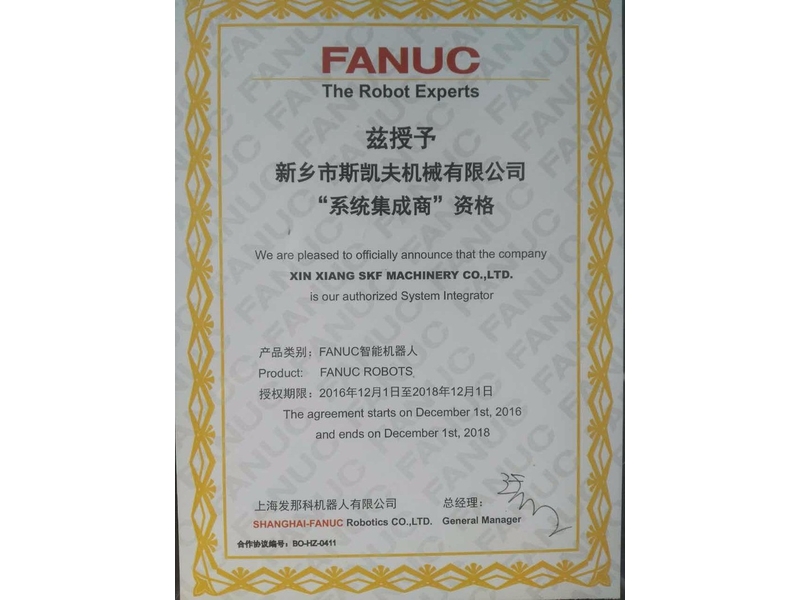 FANUC
The Robot Experts
兹授予
新乡市斯凯夫机械有限公司
“系统集成商”资格
We are pleased to officially announce that the company
XIN XIANG SKF MACHINERY CO.,LTD.
is our authorized System Integrator
产品类别：FANUC智能机器人
Product: FANUC ROBOTS
授权期限：2016年12月1日至2018年12月1日
The agreement starts on December 1st, 2016
and ends on December 1st, 2018
上海发那科机器人有限公司 总经理：
SHANGHAI-FANUC Robotics CO.,LTD. General Manager
合作协议编号：BO-HZ-0411